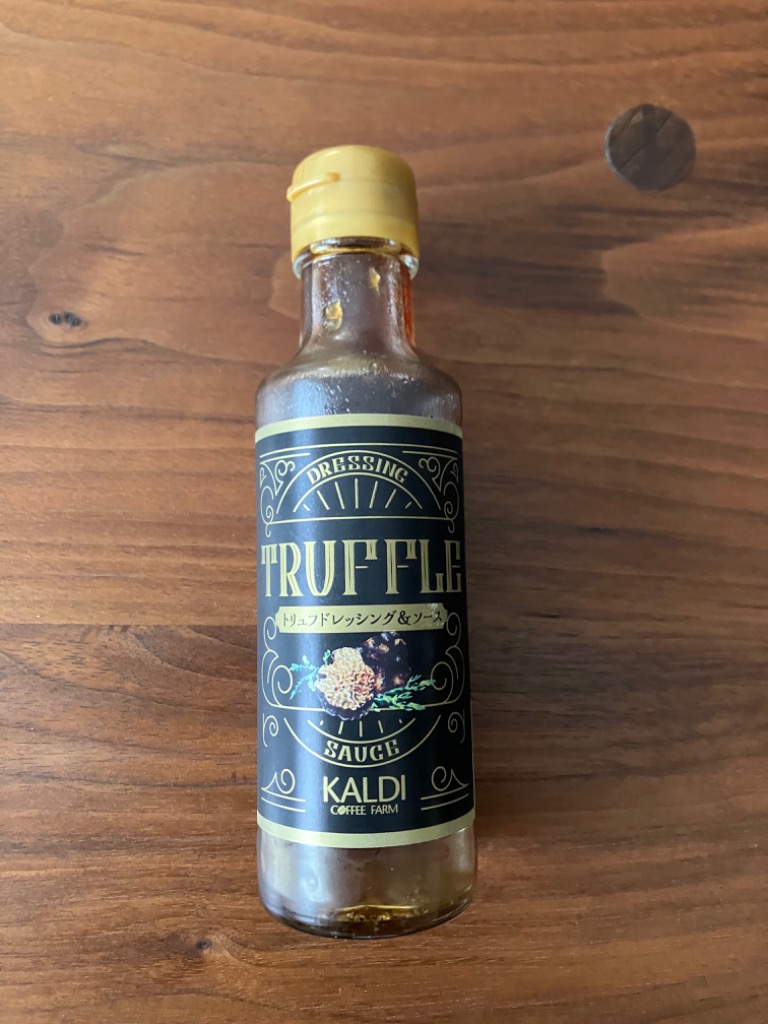 DRESSING
TRUFFLE
トリュフドレッシング&ソース
SAUCE
KALDI
COFFEE FARM